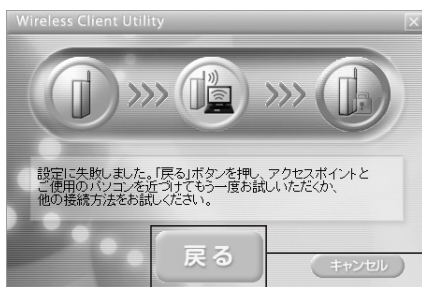 Wireless Client Utility
設定に失敗しました。「戻る」ボタンを押し、アクセスポイントと
ご使用のパソコンを近づけてもう一度お試しいただくか、
他の接続方法をお試しください。
戻る
キャンセル